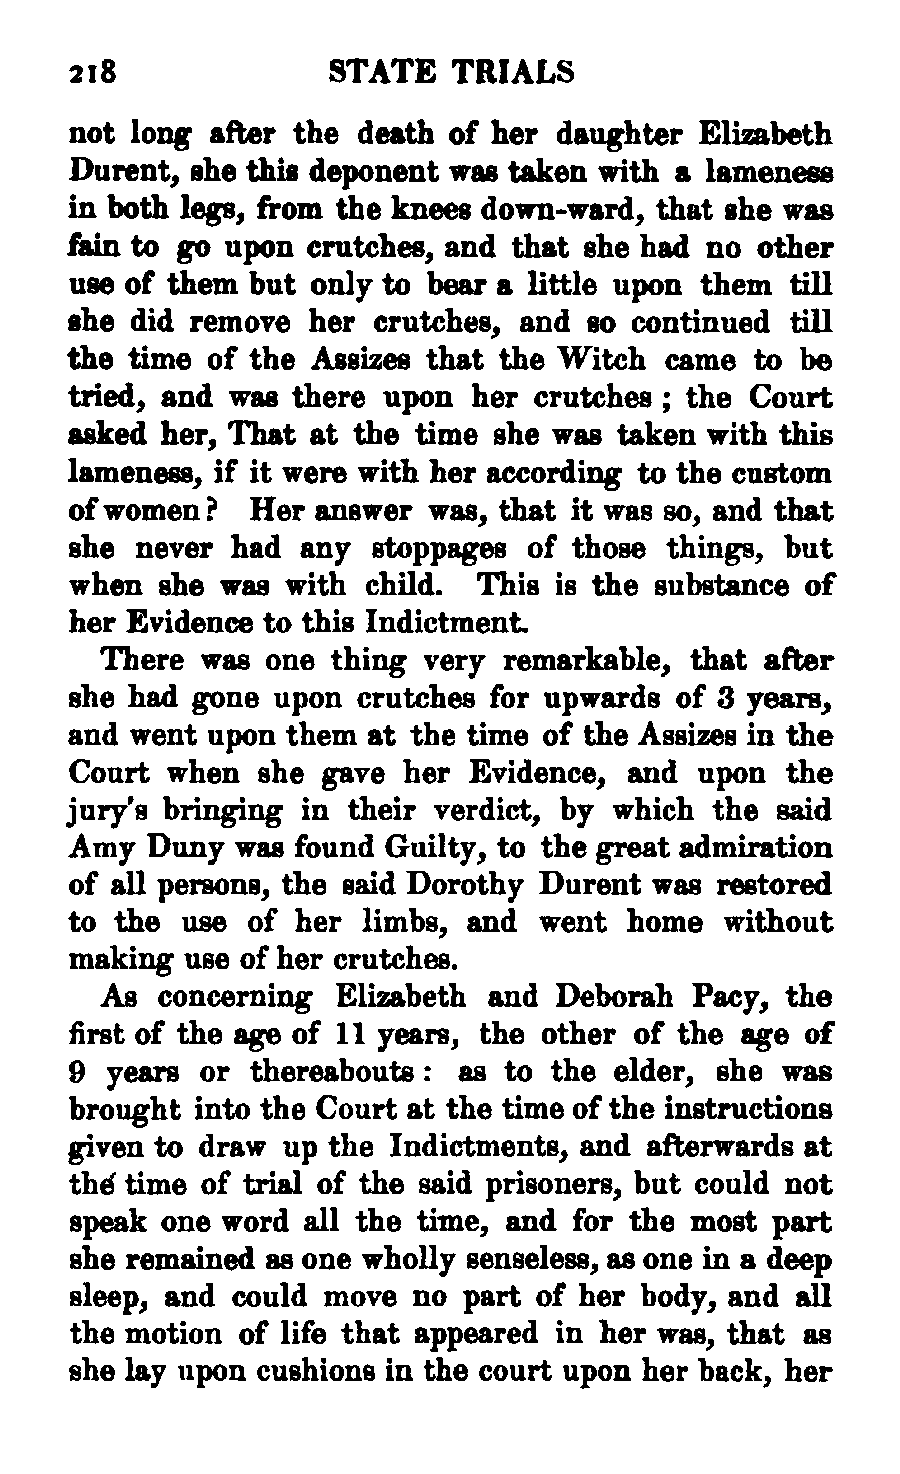 218 STATE TRIALS
not long after the death of her daughter Elizabeth
Durent, she this deponent was taken with a lameness
in both legs, from the knees down-ward, that she was
fain to go upon crutches, and that she had no other
use of them but only to bear a little upon them till
she did remove her crutches, and so continued till
the time of the Assizes that the Witch came to be
tried, and was there upon her crutches ; the Court
asked her, That at the time she was taken with this
lameness, if it were with her according to the custom
of women? Her answer was, that it was so, and that
she never had any stoppages of those things, but
when she was with child. This is the substance of
her Evidence to this Indictment.
There was one thing very remarkable, that after
she had gone upon crutches for upwards of 3 years,
and went upon them at the time of the Assizes in the
Court when she gave her Evidence, and upon the
jury's bringing in their verdict, by which the said
Amy Duny was found Guilty, to the great admiration
of all persons, the said Dorothy Durent was restored
to the use of her limbs, and went home without
making use of her crutches.
As concerning Elizabeth and Deborah Pacy, the
first of the age of 11 years, the other of the age of
9 years or thereabouts : as to the elder, she was
brought into the Court at the time of the instructions
given to draw up the Indictments, and afterwards at
the time of trial of the said prisoners, but could not
speak one word all the time, and for the most part
she remained as one wholly senseless, as one in a deep
sleep, and could move no part of her body, and all
the motion of life that appeared in her was, that as
she lay upon cushions in the court upon her back, her